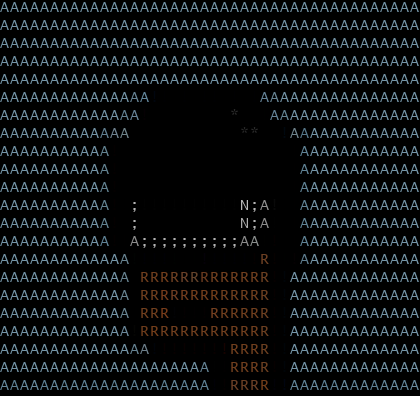 AAAAAAAAAAAAAAAAAAAAAAAAAAAAAAAAAAAAAAAAAA
AAAAAAAAAAAAAAAAAAAAAAAAAAAAAAAAAAAAAAAAAA
AAAAAAAAAAAAAAAAAAAAAAAAAAAAAAAAAAAAAAAAAA
AAAAAAAAAAAAAAAAAAAAAAAAAAAAAAAAAAAAAAAAAA
AAAAAAAAAAAAAAAAAAAAAAAAAAAAAAAAAAAAAAAAAA
AAAAAAAAAAAAAAA           AAAAAAAAAAAAAAAA
AAAAAAAAAAAAAA         *   AAAAAAAAAAAAAAA
AAAAAAAAAAAAA           **   AAAAAAAAAAAAA
AAAAAAAAAAA                   AAAAAAAAAAAA
AAAAAAAAAAA                   AAAAAAAAAAAA
AAAAAAAAAAA                   AAAAAAAAAAAA
AAAAAAAAAAA  ;          N;A   AAAAAAAAAAAA
AAAAAAAAAAA  ;          N;A   AAAAAAAAAAAA
AAAAAAAAAAA  A;;;;;;;;;;AA    AAAAAAAAAAAA
AAAAAAAAAAAAA             R   AAAAAAAAAAAA
AAAAAAAAAAAAA RRRRRRRRRRRRR  AAAAAAAAAAAAA
AAAAAAAAAAAAA RRRRRRRRRRRRR  AAAAAAAAAAAAA
AAAAAAAAAAAAA RRR    RRRRRR  AAAAAAAAAAAAA
AAAAAAAAAAAAA RRRRRRRRRRRRR  AAAAAAAAAAAAA
AAAAAAAAAAAAAAA        RRRR  AAAAAAAAAAAAA
AAAAAAAAAAAAAAAAAAAAA  RRRR  AAAAAAAAAAAAA
AAAAAAAAAAAAAAAAAAAAA  RRRR  AAAAAAAAAAAAA